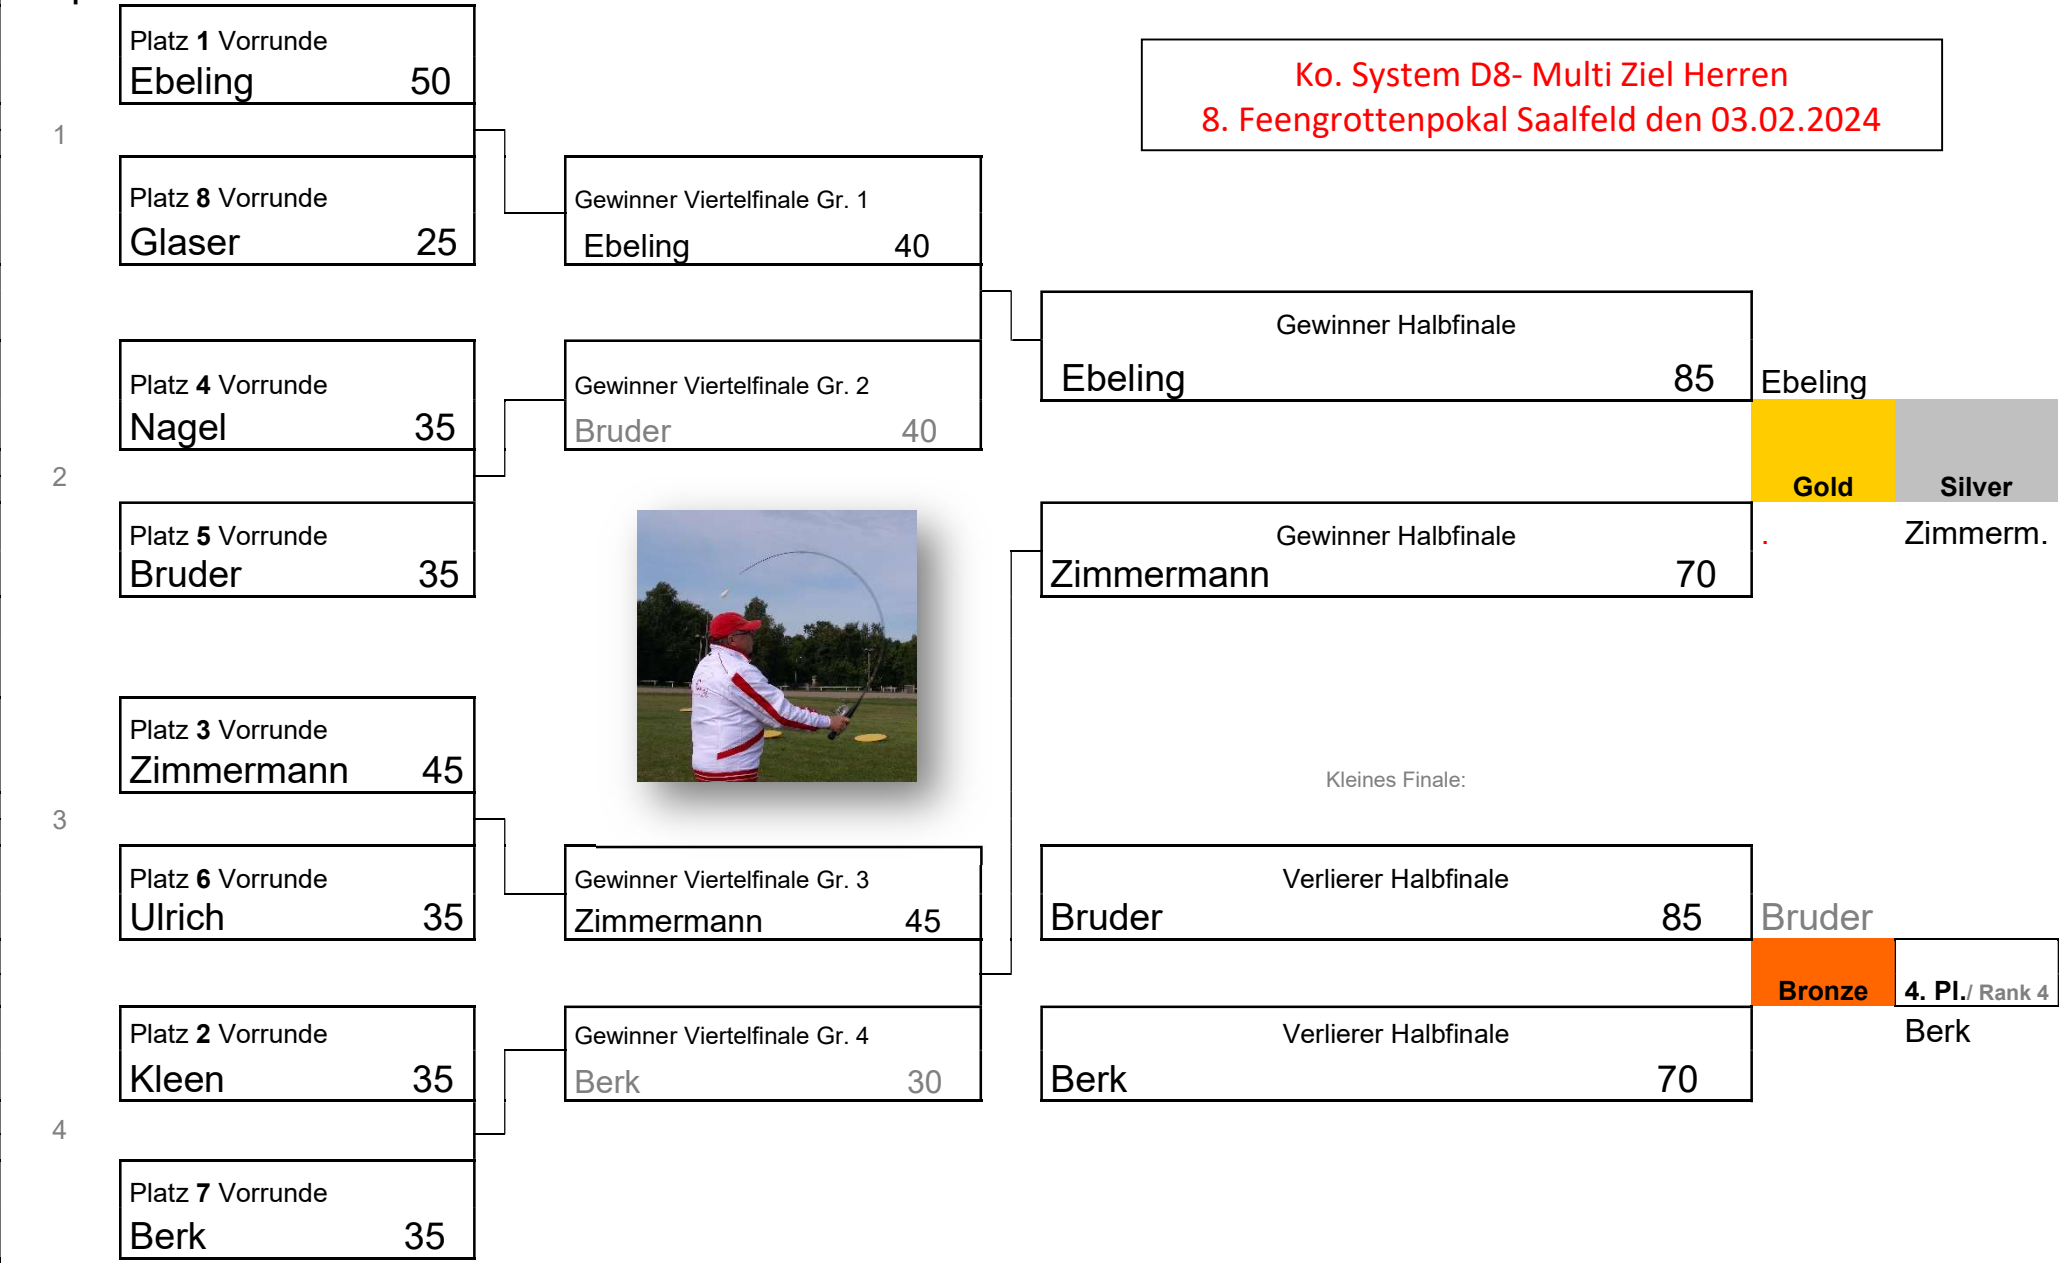 Ko. System D8- Multi Ziel Herren
8. Feengrottenpokal Saalfeld den 03.02.2024
Platz 1 Vorrunde
Ebeling 50
1
Platz 8 Vorrunde
Glaser 25
Platz 4 Vorrunde
Nagel 35
2
Platz 5 Vorrunde
Bruder 35
Platz 3 Vorrunde
Zimmermann 45
3
Platz 6 Vorrunde
Ulrich 35
Platz 2 Vorrunde
Kleen 35
4
Platz 7 Vorrunde
Berk 35
Gewinner Viertelfinale Gr. 1
Ebeling 40
Gewinner Viertelfinale Gr. 2
Bruder 40
Gewinner Viertelfinale Gr. 3
Zimmermann 45
Gewinner Viertelfinale Gr. 4
Berk 30
Gewinner Halbfinale
Ebeling 85
Ebeling
Gold Silver
Gewinner Halbfinale
. Zimmerm.
Zimmermann 70
Kleines Finale:
Verlierer Halbfinale
Bruder 85
Bruder
Bronze 4. Pl./ Rank 4
Verlierer Halbfinale
Berk
Berk 70